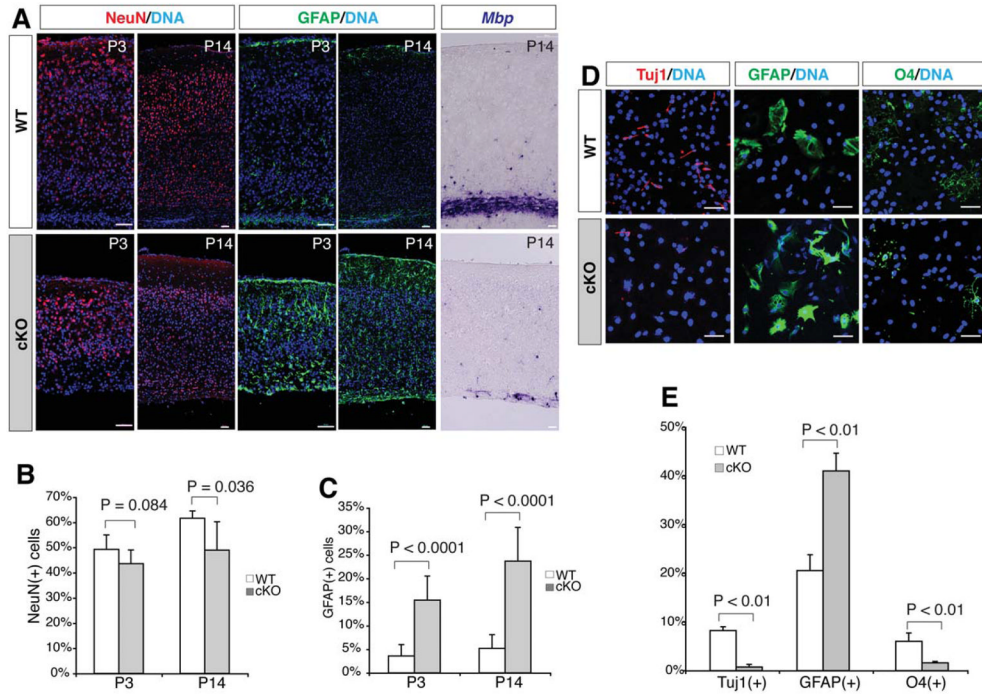 A
NeuN/DNA GFAP/DNA Mbp
WT
P3 P14 P3 P14 P14
cKO
P3 P14 P3 P14 P14
B
NeuN(+) cells
70%
60%
50%
40%
30%
20%
10%
0%
P = 0.084
P = 0.036
WT
cKO
P3 P14
C
GFAP(+) cells
35%
30%
25%
20%
15%
10%
5%
0%
P < 0.0001
P < 0.0001
WT
cKO
P3 P14
D
Tuj1/DNA GFAP/DNA O4/DNA
WT
cKO
E
50%
40%
30%
20%
10%
0%
WT
cKO
P < 0.01
P < 0.01
P < 0.01
Tuj1(+) GFAP(+) O4(+)